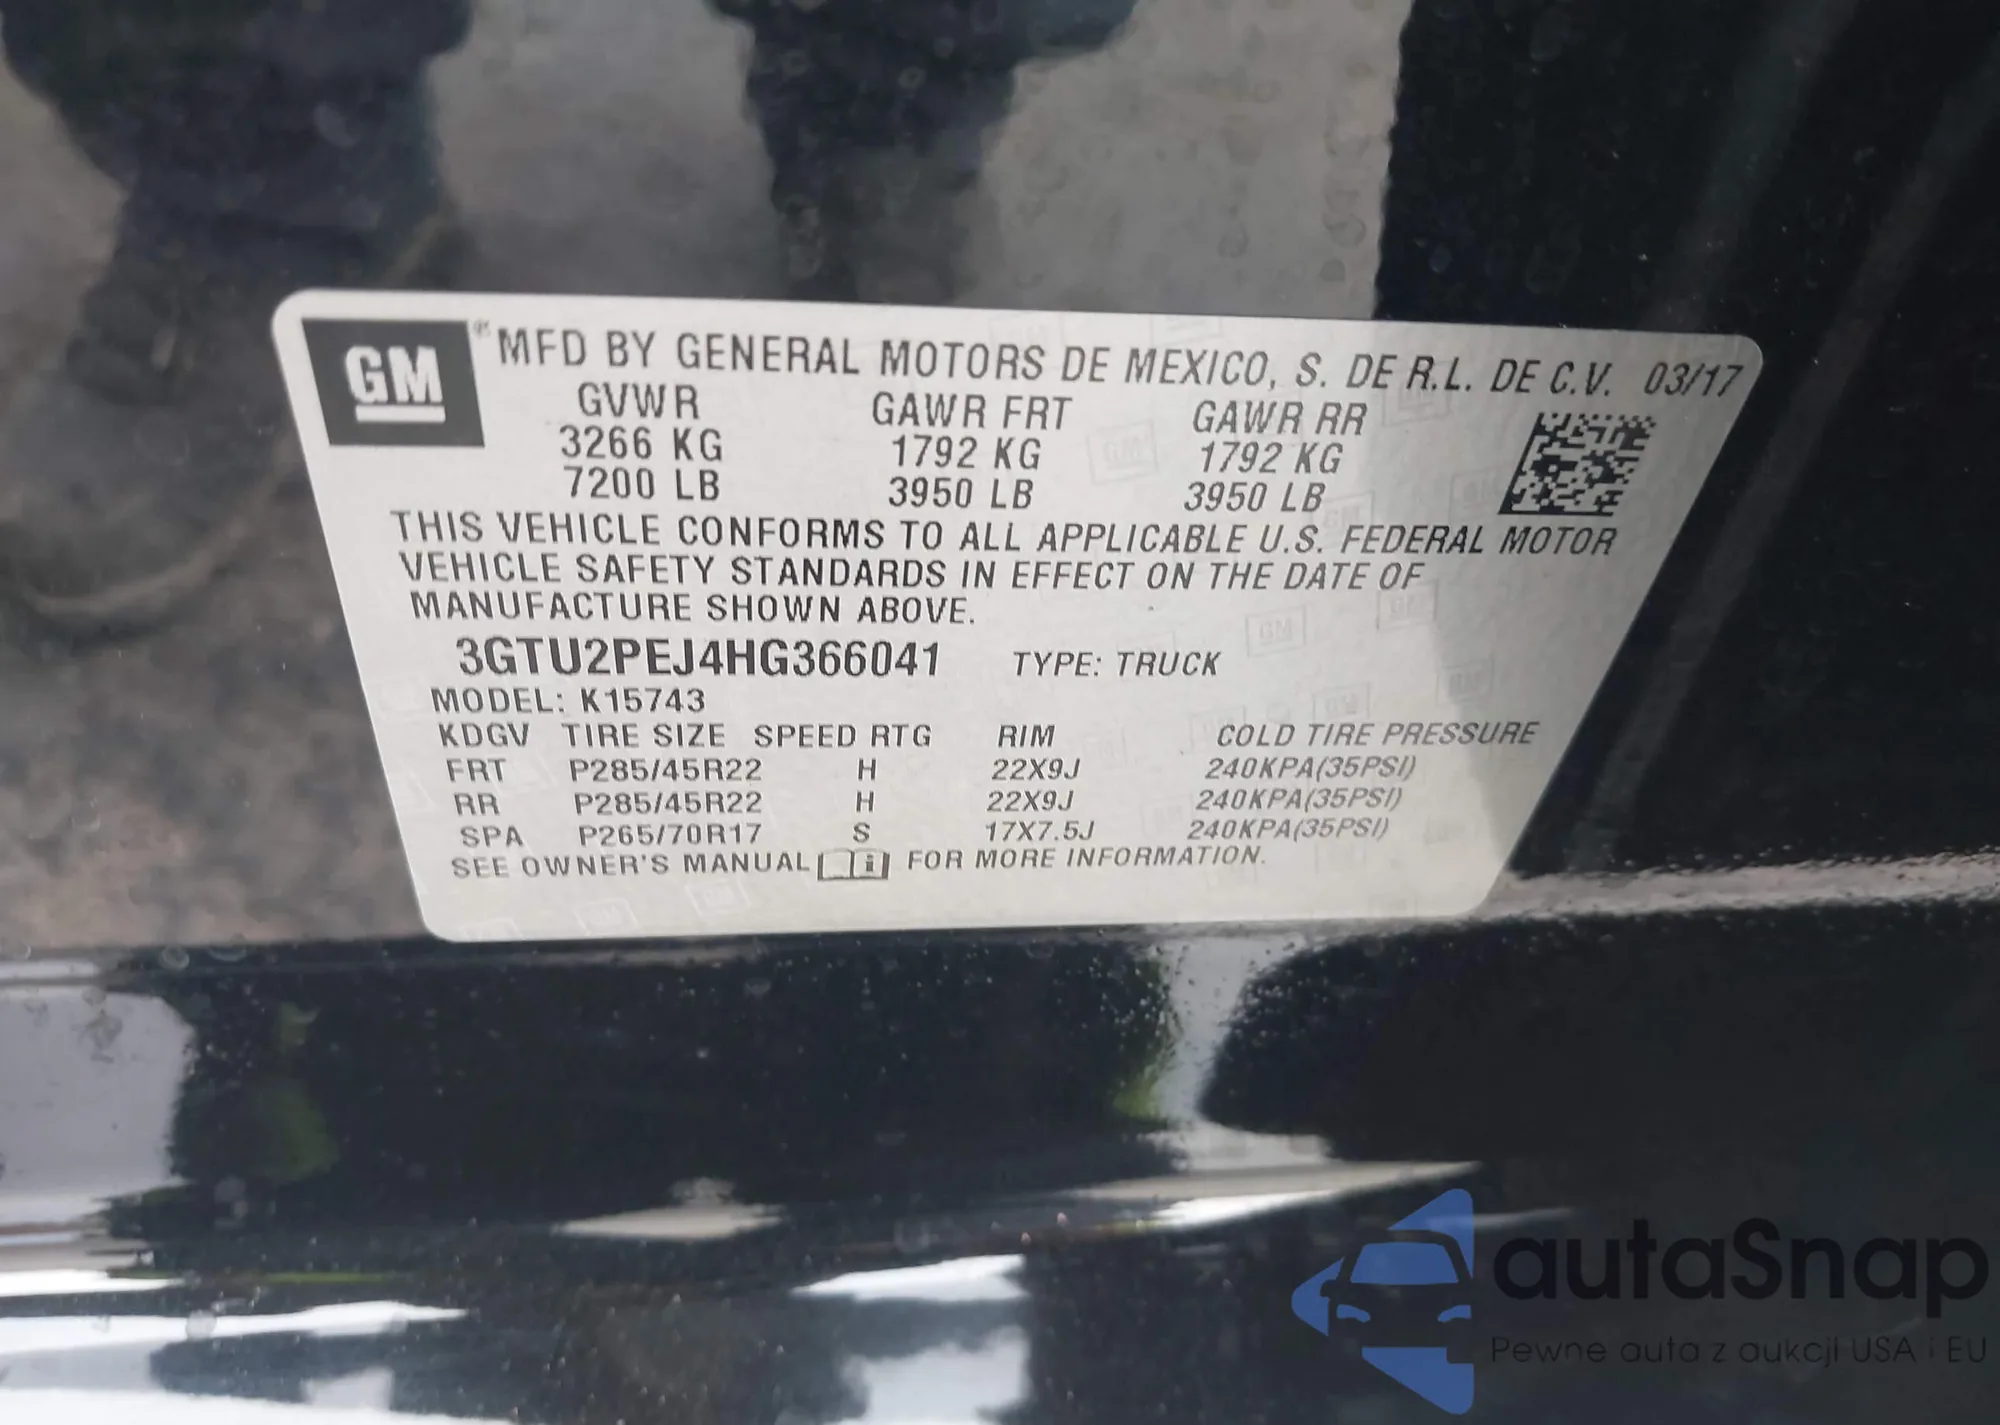 GM
MFD BY GENERAL MOTORS DE MEXICO, S. DE R.L. DE C.V. 03/17
GVWR GAWR FRT GAWR RR
3266 KG 1792 KG 1792 KG
7200 LB 3950 LB 3950 LB
THIS VEHICLE CONFORMS TO ALL APPLICABLE U.S. FEDERAL MOTOR
VEHICLE SAFETY STANDARDS IN EFFECT ON THE DATE OF
MANUFACTURE SHOWN ABOVE.
3GTU2PEJ4HG366041 TYPE: TRUCK
MODEL: K15743
KDGV TIRE SIZE SPEED RTG RIM COLD TIRE PRESSURE
FRT P285/45R22 H 22X9J 240KPA(35PSI)
RR P285/45R22 H 22X9J 240KPA(35PSI)
SPA P265/70R17 S 17X7.5J 240KPA(35PSI)
SEE OWNER'S MANUAL FOR MORE INFORMATION.
autaSnap
Pewne auta z aukcji USA i EU